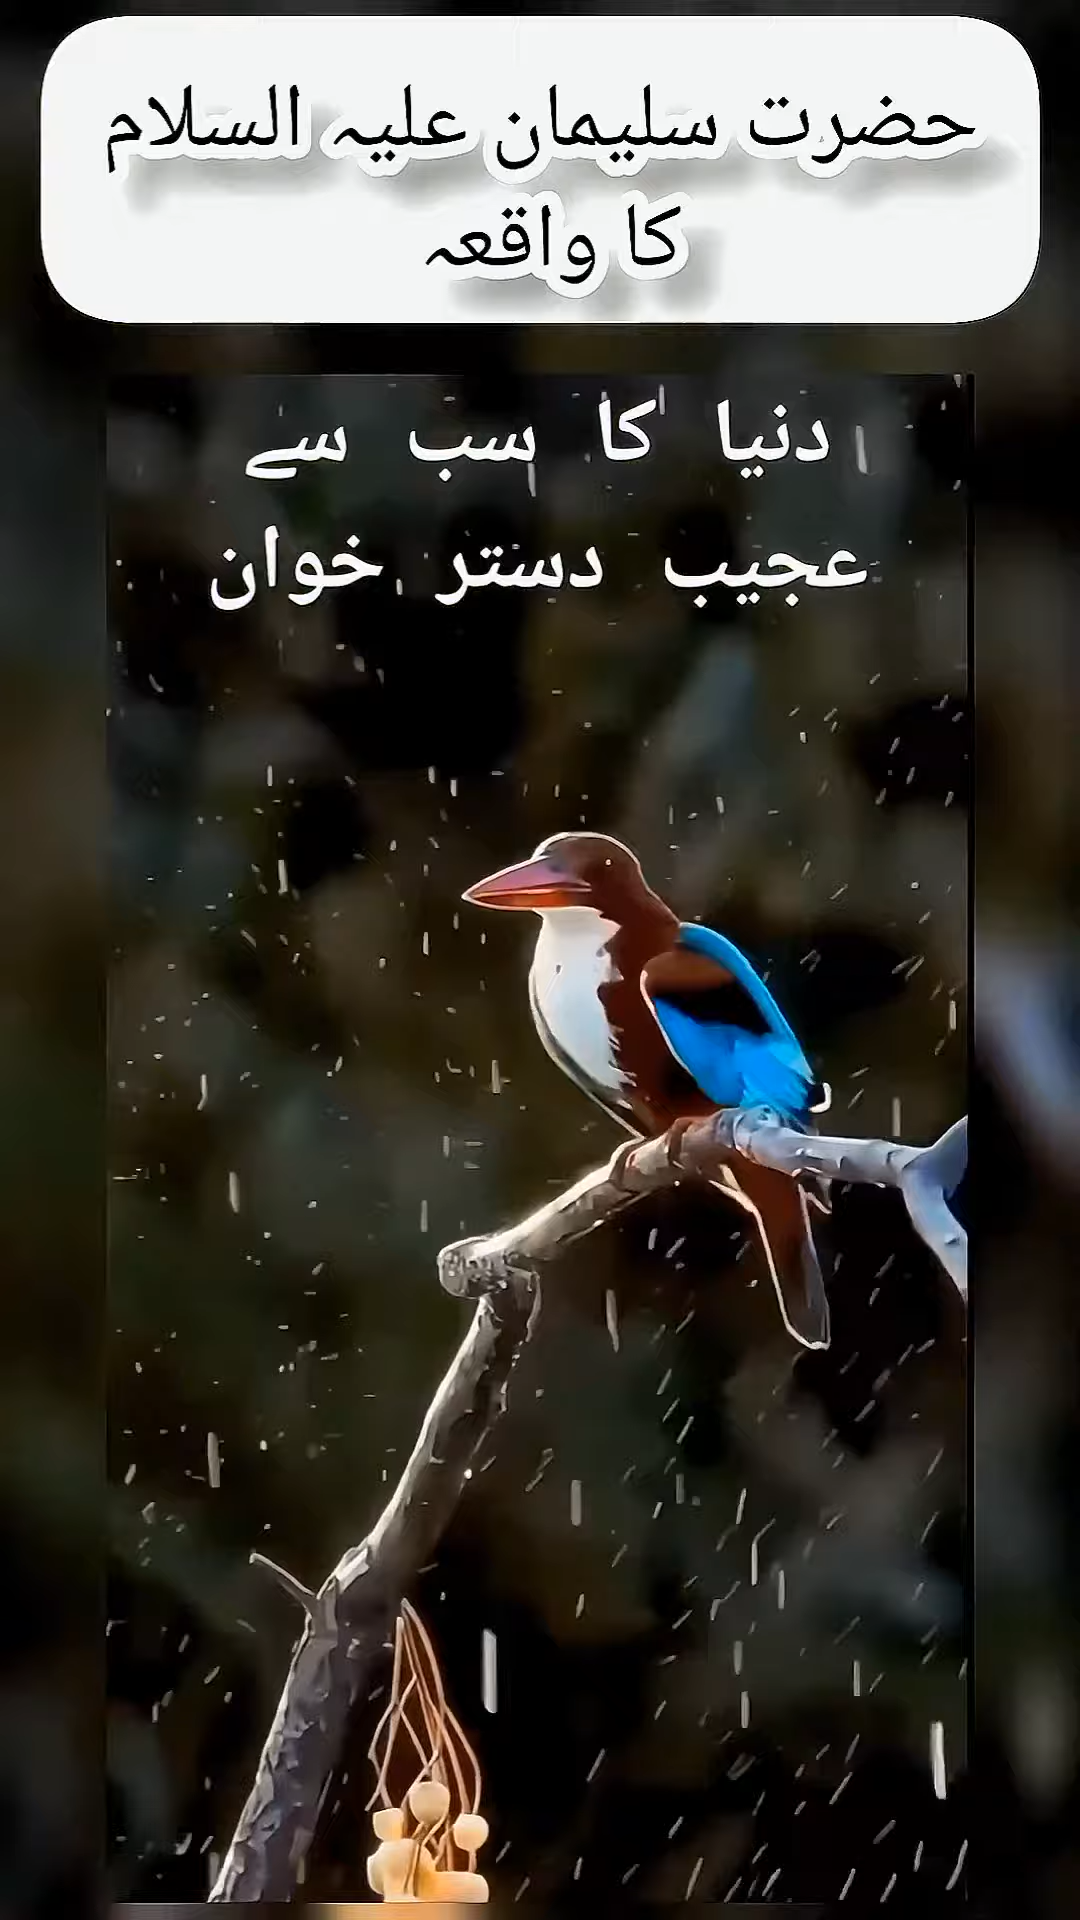 حضرت سلیمان علیہ السلام
کا واقعہ
دنیا کا سب سے
عجیب دستر خوان